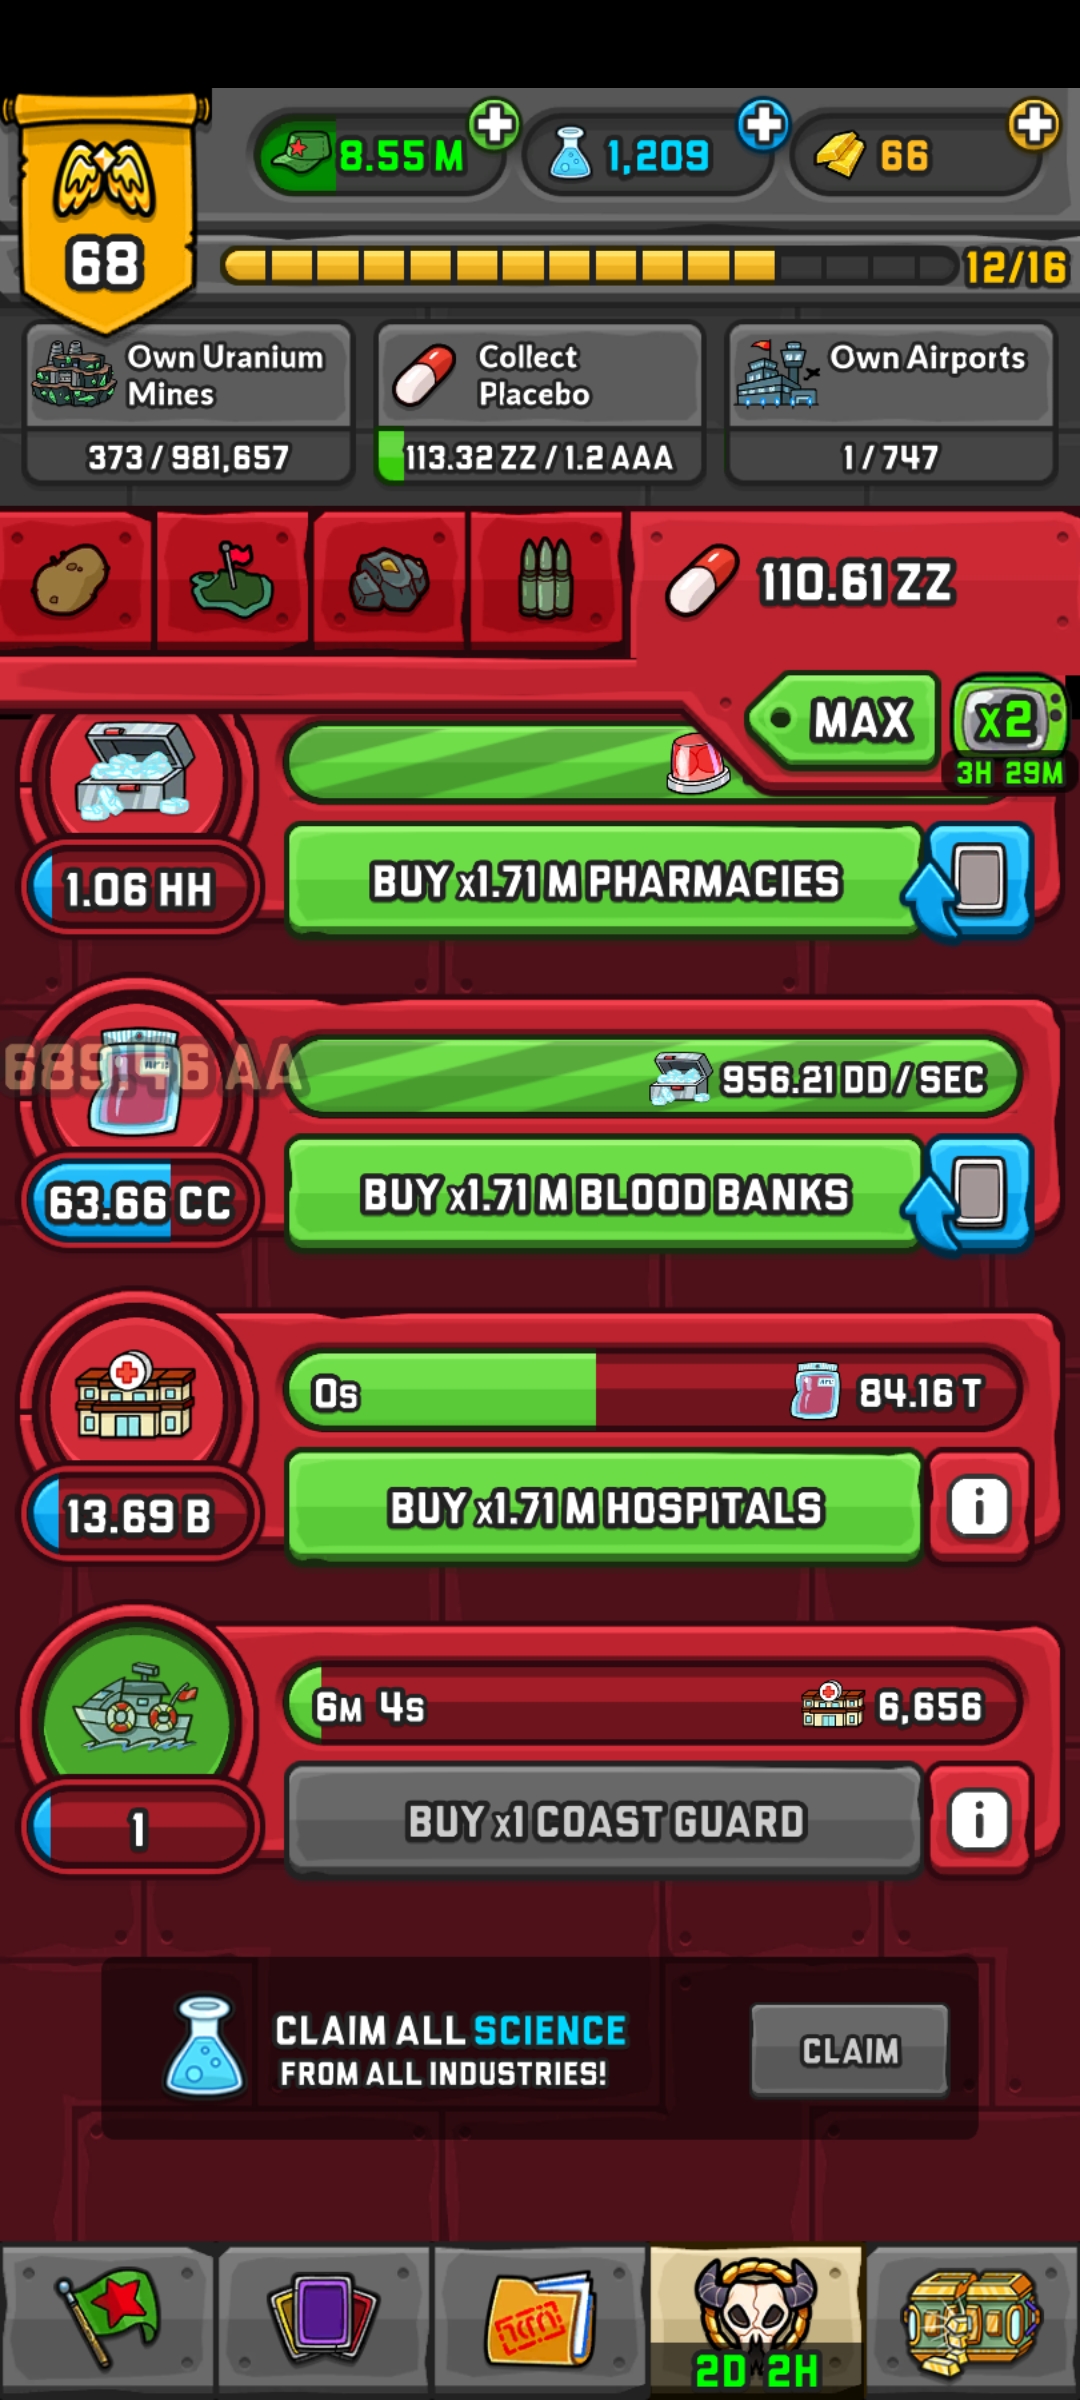 8.55 M
1,209
66
68
12/16
Own Uranium
Mines
373 / 981,657
Collect
Placebo
113.32 ZZ / 1.2 AAA
Own Airports
1 / 747
110.61 ZZ
MAX
x2
3H 29M
1.06 HH
BUY x1.71 M PHARMACIES
689.46 AA
956.21 DD / SEC
63.66 CC
BUY x1.71 M BLOOD BANKS
0s
84.16 T
13.69 B
BUY x1.71 M HOSPITALS
i
6M 4s
6,656
1
BUY x1 COAST GUARD
i
CLAIM ALL SCIENCE
FROM ALL INDUSTRIES!
CLAIM
2D 2H